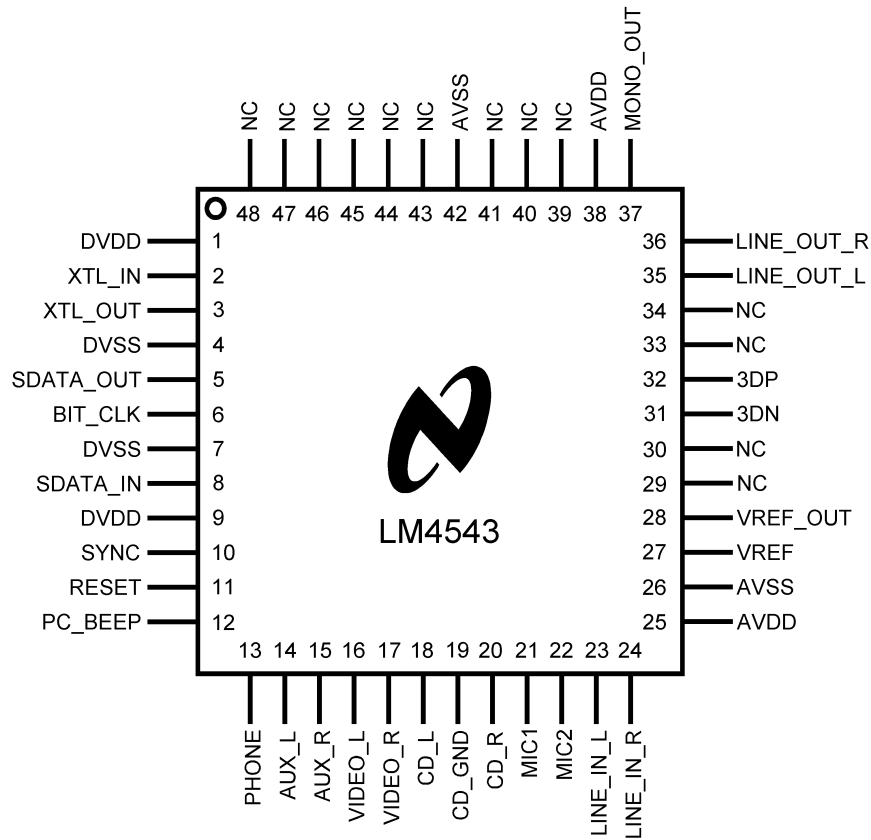 NC NC NC NC NC NC AVSS NC NC NC AVDD MONO_OUT
48 47 46 45 44 43 42 41 40 39 38 37
DVDD 1 36 LINE_OUT_R
XTL_IN 2 35 LINE_OUT_L
XTL_OUT 3 34 NC
DVSS 4 33 NC
SDATA_OUT 5 32 3DP
BIT_CLK 6 31 3DN
DVSS 7 30 NC
SDATA_IN 8 29 NC
DVDD 9 28 VREF_OUT
LM4543
SYNC 10 27 VREF
RESET 11 26 AVSS
PC_BEEP 12 25 AVDD
13 14 15 16 17 18 19 20 21 22 23 24
PHONE AUX_L AUX_R VIDEO_L VIDEO_R CD_L CD_GND CD_R MIC1 MIC2 LINE_IN_L LINE_IN_R